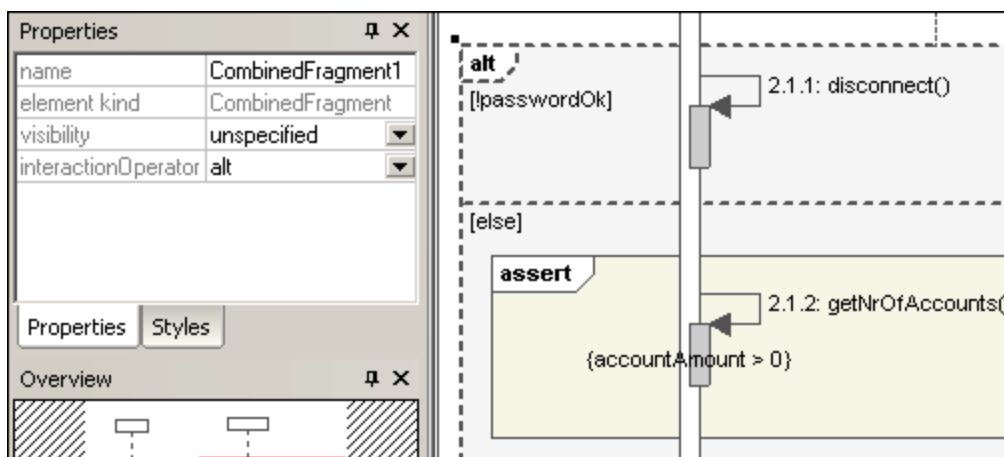 Properties
name CombinedFragment1
element kind CombinedFragment
visibility unspecified
interactionOperator alt
Properties Styles
Overview
alt
[!passwordOk]
2.1.1: disconnect()
[else]
assert
2.1.2: getNrOfAccounts(
{accountAmount > 0}